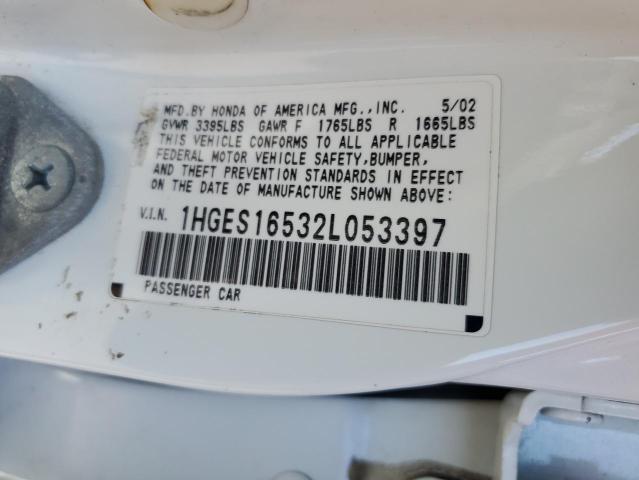 MFD.BY HONDA OF AMERICA MFG.,INC. 5/02
GVWR 3395LBS GAWR F 1765LBS R 1665LBS
THIS VEHICLE CONFORMS TO ALL APPLICABLE
FEDERAL MOTOR VEHICLE SAFETY,BUMPER,
AND THEFT PREVENTION STANDARDS IN EFFECT
ON THE DATE OF MANUFACTURE SHOWN ABOVE:
V.I.N. 1HGES16532L053397
PASSENGER CAR